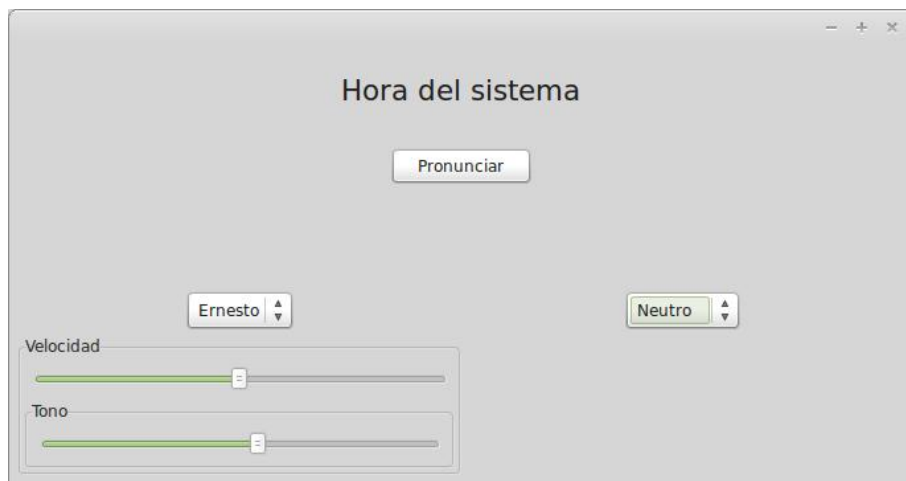 Hora del sistema
Pronunciar
Ernesto
Neutro
Velocidad
Tono